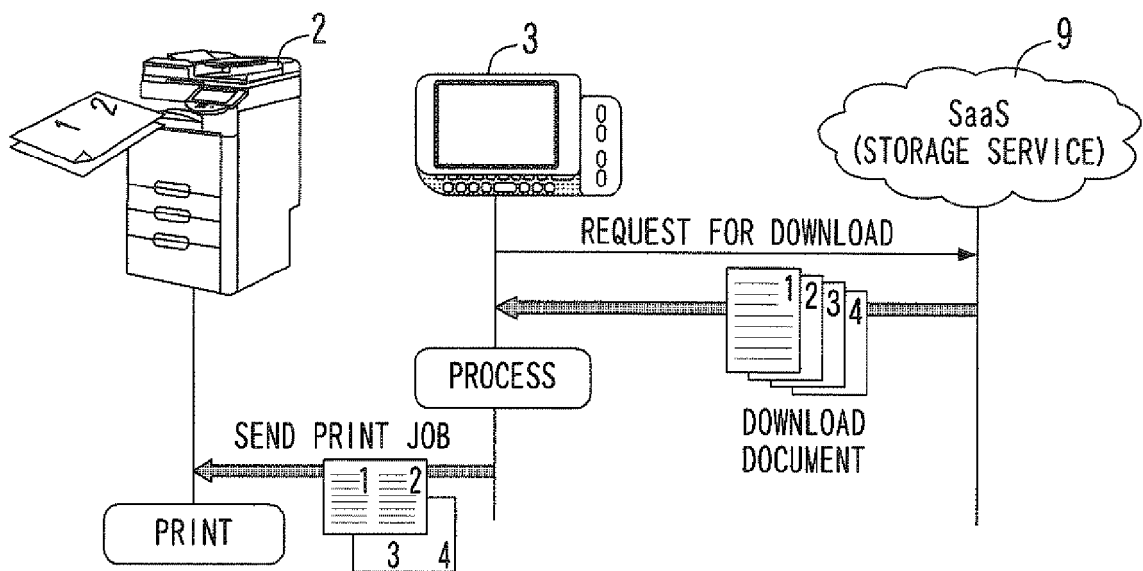 2
3
9
1 2
SaaS
(STORAGE SERVICE)
REQUEST FOR DOWNLOAD
1 2 3 4
PROCESS
DOWNLOAD
DOCUMENT
SEND PRINT JOB
1 2
3 4
PRINT